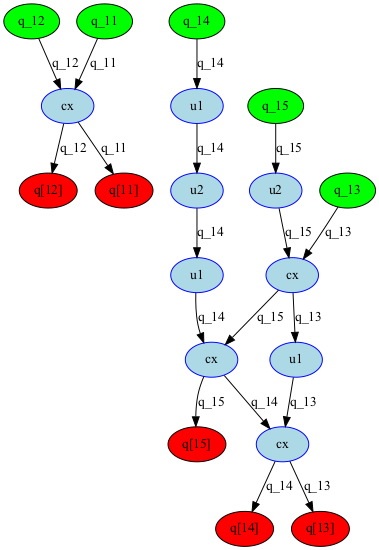 q_12 q_11 q_14
q_12 q_11 q_14
cx u1 q_15
q_12 q_11 q_14 q_15
q[12] q[11] u2 u2 q_13
q_14 q_15 q_13
u1 cx
q_14 q_15 q_13
cx u1
q_15 q_14 q_13
q[15] cx
q_14 q_13
q[14] q[13]